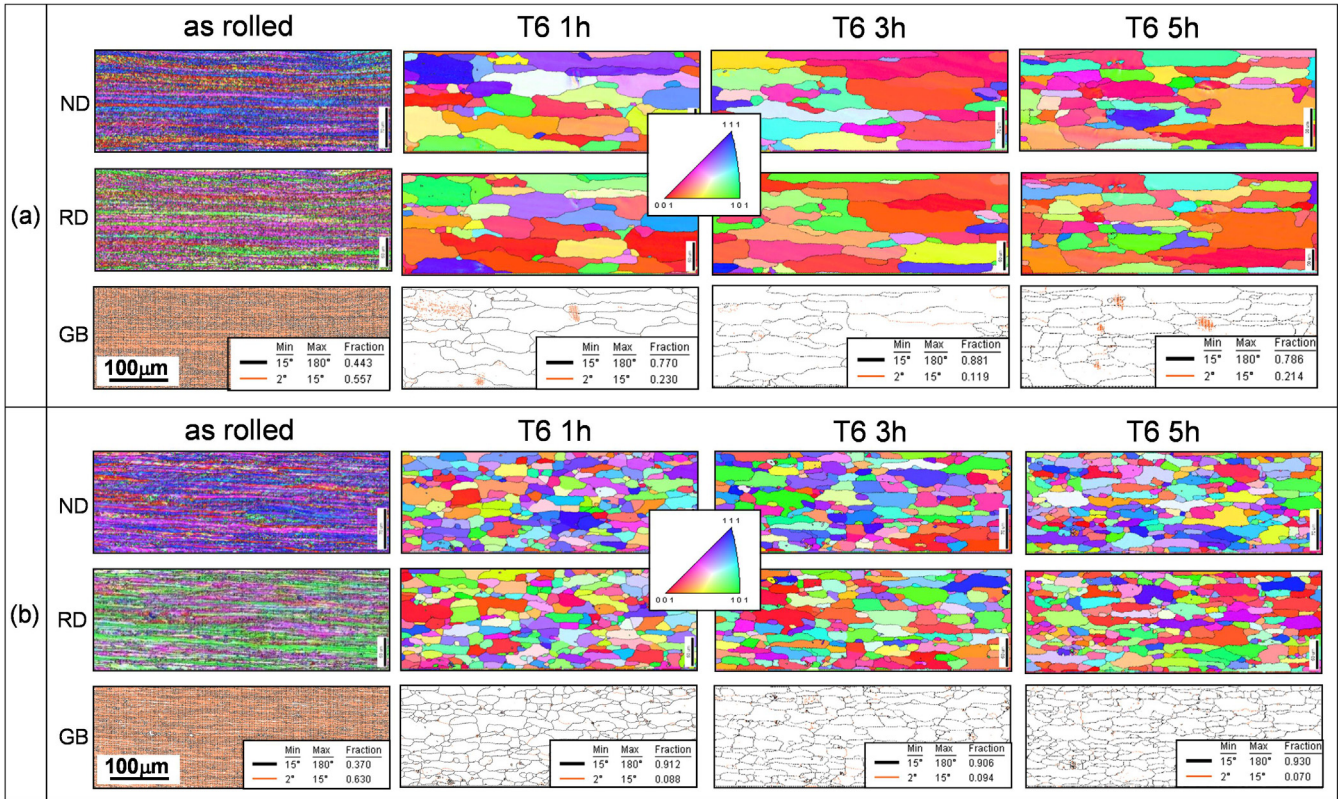 as rolled T6 1h T6 3h T6 5h
(a)
ND
111
001 101
RD
GB
100µm
Min Max Fraction
15° 180° 0.443
2° 15° 0.557
Min Max Fraction
15° 180° 0.770
2° 15° 0.230
Min Max Fraction
15° 180° 0.881
2° 15° 0.119
Min Max Fraction
15° 180° 0.786
2° 15° 0.214
as rolled T6 1h T6 3h T6 5h
(b)
ND
111
001 101
RD
GB
100µm
Min Max Fraction
15° 180° 0.370
2° 15° 0.630
Min Max Fraction
15° 180° 0.912
2° 15° 0.088
Min Max Fraction
15° 180° 0.906
2° 15° 0.094
Min Max Fraction
15° 180° 0.930
2° 15° 0.070